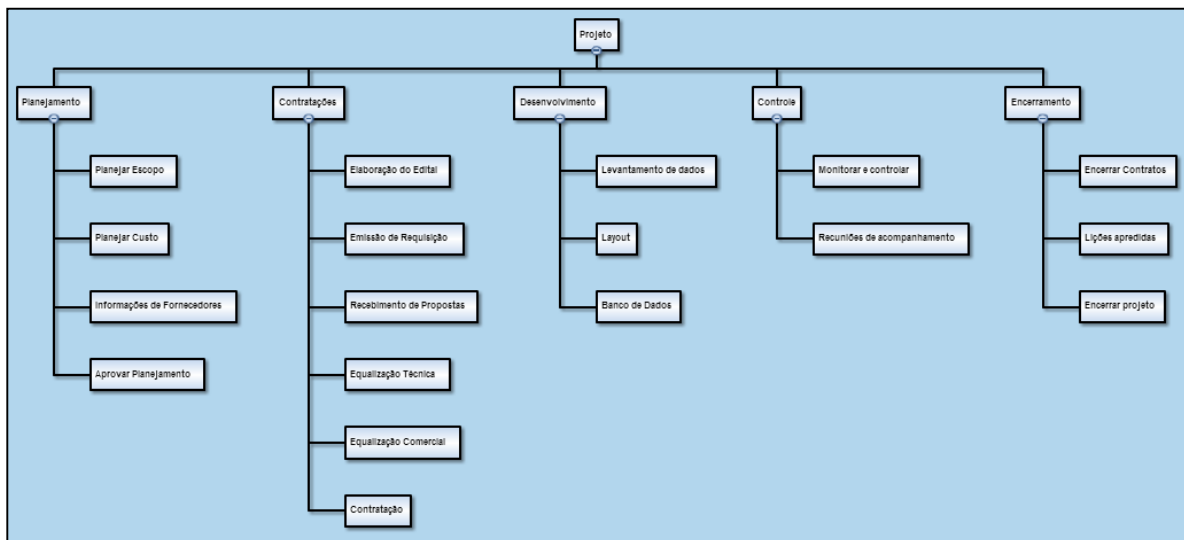 Projeto
Planejamento
Contratações
Desenvolvimento
Controle
Encerramento
Planejar Escopo
Planejar Custo
Informações de Fornecedores
Aprovar Planejamento
Elaboração do Edital
Emissão de Requisição
Recebimento de Propostas
Equalização Técnica
Equalização Comercial
Contratação
Levantamento de dados
Layout
Banco de Dados
Monitorar e controlar
Recuniões de acompanhamento
Encerrar Contratos
Lições apredidas
Encerrar projeto